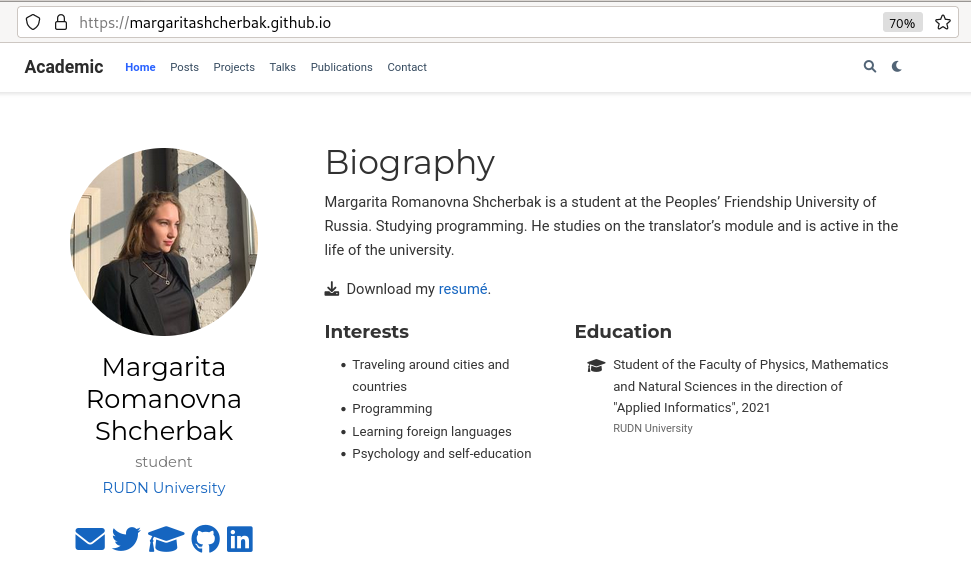 https://margaritashcherbak.github.io 70%
Academic Home Posts Projects Talks Publications Contact
Biography
Margarita Romanovna Shcherbak is a student at the Peoples’ Friendship University of
Russia. Studying programming. He studies on the translator’s module and is active in the
life of the university.
Download my resumé.
Margarita
Romanovna
Shcherbak
student
RUDN University
Interests
Traveling around cities and
countries
Programming
Learning foreign languages
Psychology and self-education
Education
Student of the Faculty of Physics, Mathematics
and Natural Sciences in the direction of
"Applied Informatics", 2021
RUDN University